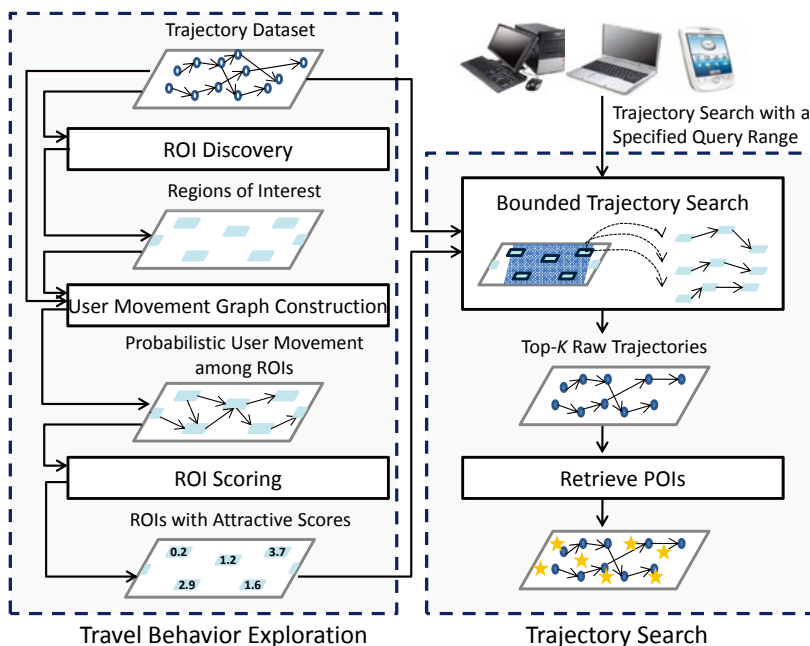 Trajectory Dataset
ROI Discovery
Regions of Interest
User Movement Graph Construction
Probabilistic User Movement
among ROIs
ROI Scoring
ROIs with Attractive Scores
0.2
1.2
3.7
2.9
1.6
Travel Behavior Exploration
Trajectory Search with a
Specified Query Range
Bounded Trajectory Search
Top-K Raw Trajectories
Retrieve POIs
Trajectory Search